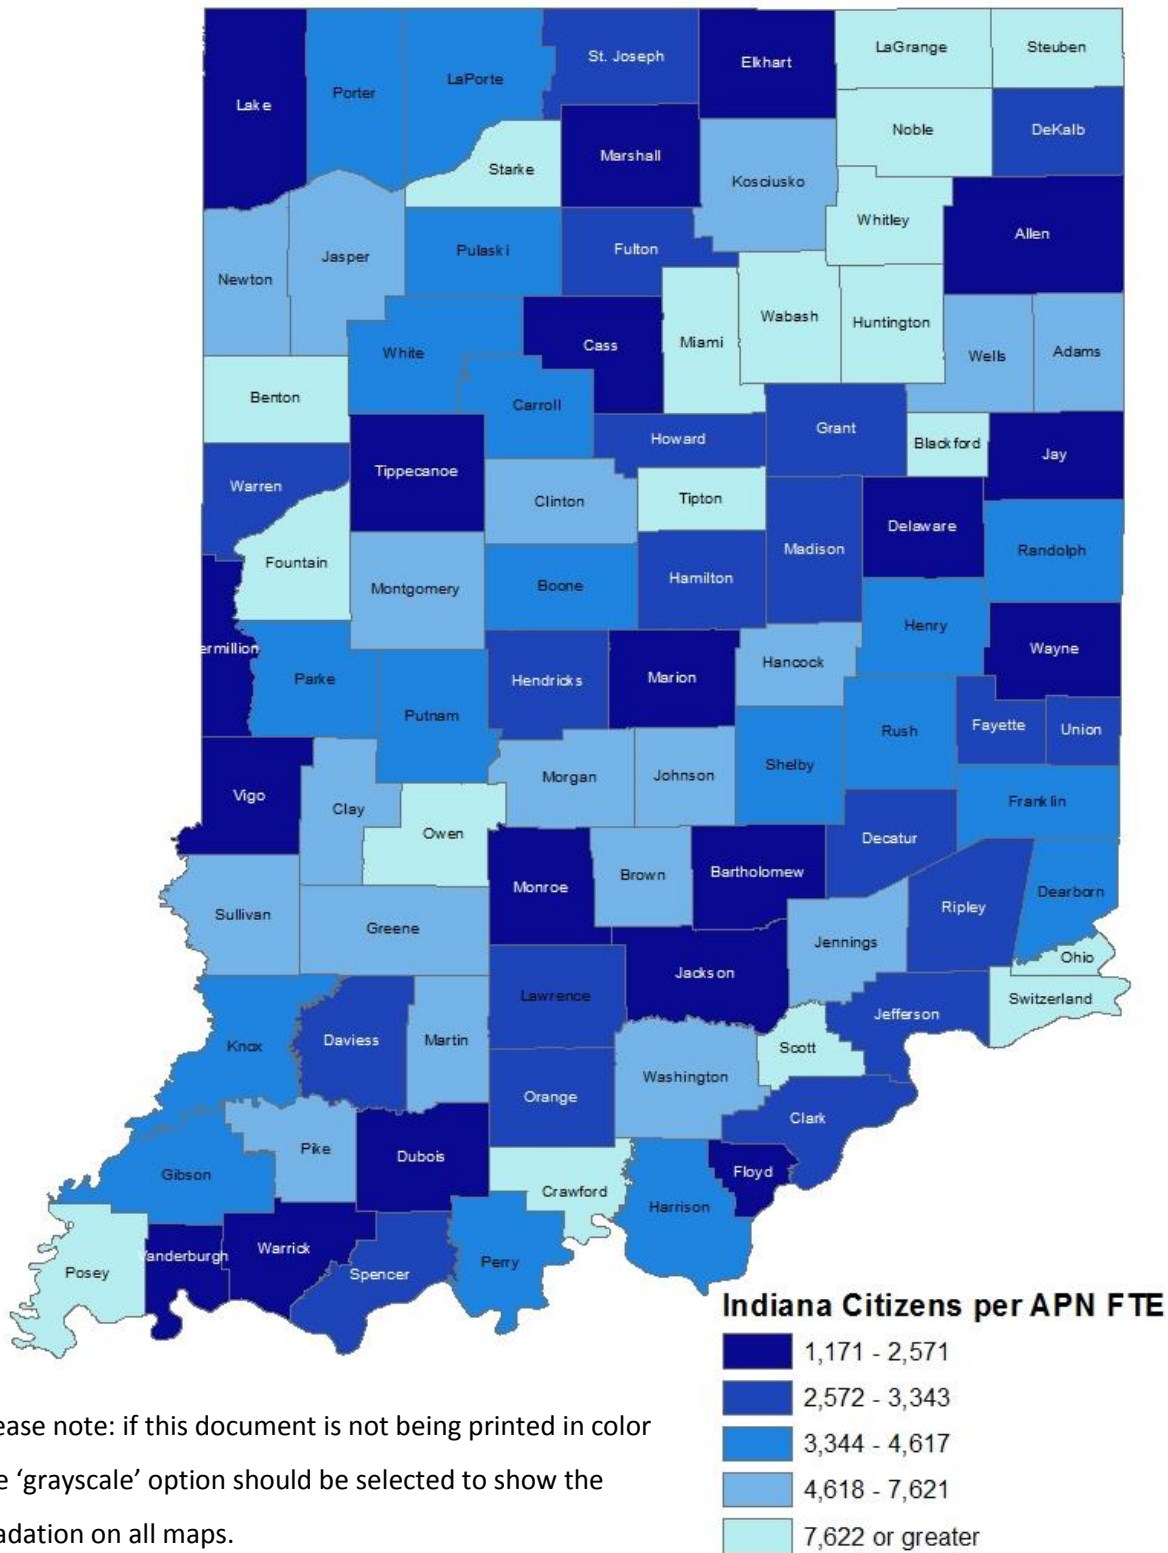 St. Joseph
Elkhart
LaGrange
Steuben
Lake
Porter
LaPorte
Noble
DeKalb
Starke
Marshall
Kosciusko
Whitley
Allen
Newton
Jasper
Pulaski
Fulton
White
Cass
Miami
Wabash
Huntington
Wells
Adams
Benton
Carroll
Howard
Grant
Blackford
Jay
Warren
Tippecanoe
Clinton
Tipton
Delaware
Randolph
Fountain
Montgomery
Boone
Hamilton
Madison
Henry
ermillion
Parke
Putnam
Hendricks
Marion
Hancock
Wayne
Rush
Fayette
Union
Vigo
Clay
Morgan
Johnson
Shelby
Franklin
Owen
Decatur
Monroe
Brown
Bartholomew
Ripley
Dearborn
Sullivan
Greene
Jennings
Ohio
Lawrence
Jackson
Switzerland
Jefferson
Knox
Daviess
Martin
Scott
Washington
Orange
Clark
Pike
Dubois
Gibson
Crawford
Floyd
Harrison
Posey
Vanderburgh
Warrick
Spencer
Perry
Indiana Citizens per APN FTE
1,171 - 2,571
2,572 - 3,343
3,344 - 4,617
4,618 - 7,621
7,622 or greater
ease note: if this document is not being printed in color
e ‘grayscale’ option should be selected to show the
adation on all maps.